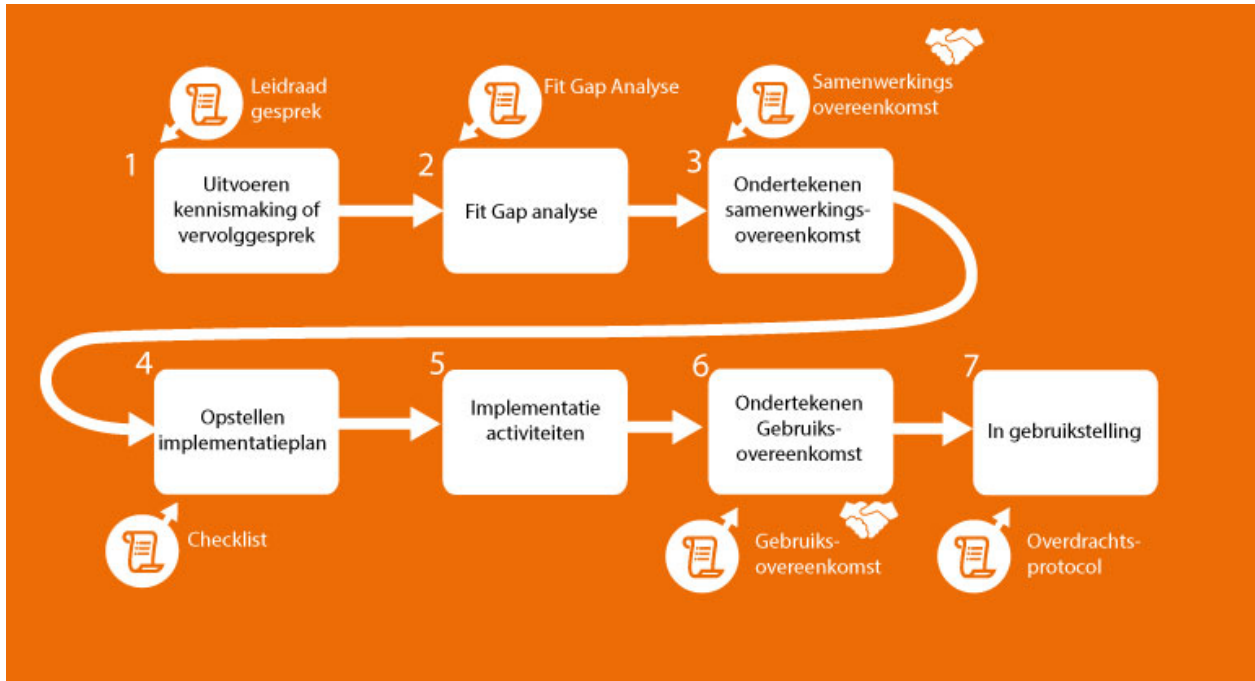 Leidraad
gesprek
1
Uitvoeren
kennismaking of
vervolggesprek
Fit Gap Analyse
2
Fit Gap analyse
Samenwerkings
overeenkomst
3
Ondertekenen
samenwerkings-
overeenkomst
4
Opstellen
implementatieplan
Checklist
5
Implementatie
activiteiten
6
Ondertekenen
Gebruiks-
overeenkomst
Gebruiks-
overeenkomst
7
In gebruikstelling
Overdrachts-
protocol